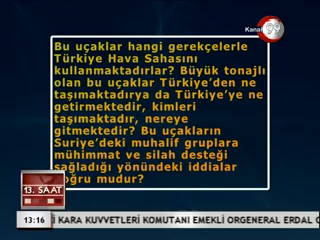 Kanal 99
Bu uçaklar hangi gerekçelerle
Türkiye Hava Sahasını
kullanmaktadırlar? Büyük tonajlı
olan bu uçaklar Türkiye'den ne
taşımaktadırya da Türkiye'ye ne
getirmektedir, kimleri
taşımaktadır, nereye
gitmektedir? Bu uçakların
Suriye'deki muhalif gruplara
mühimmat ve silah desteği
sağladığı yönündeki iddialar
doğru mudur?
13. SAAT
13:16
KARA KUVVETLERİ KOMUTANI EMEKLİ ORGENERAL ERDAL